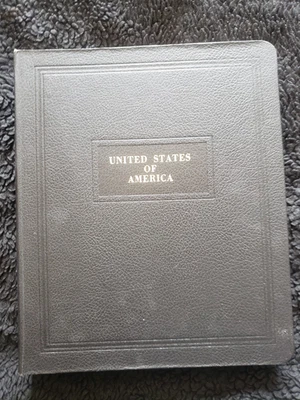 UNITED STATES
OF
AMERICA